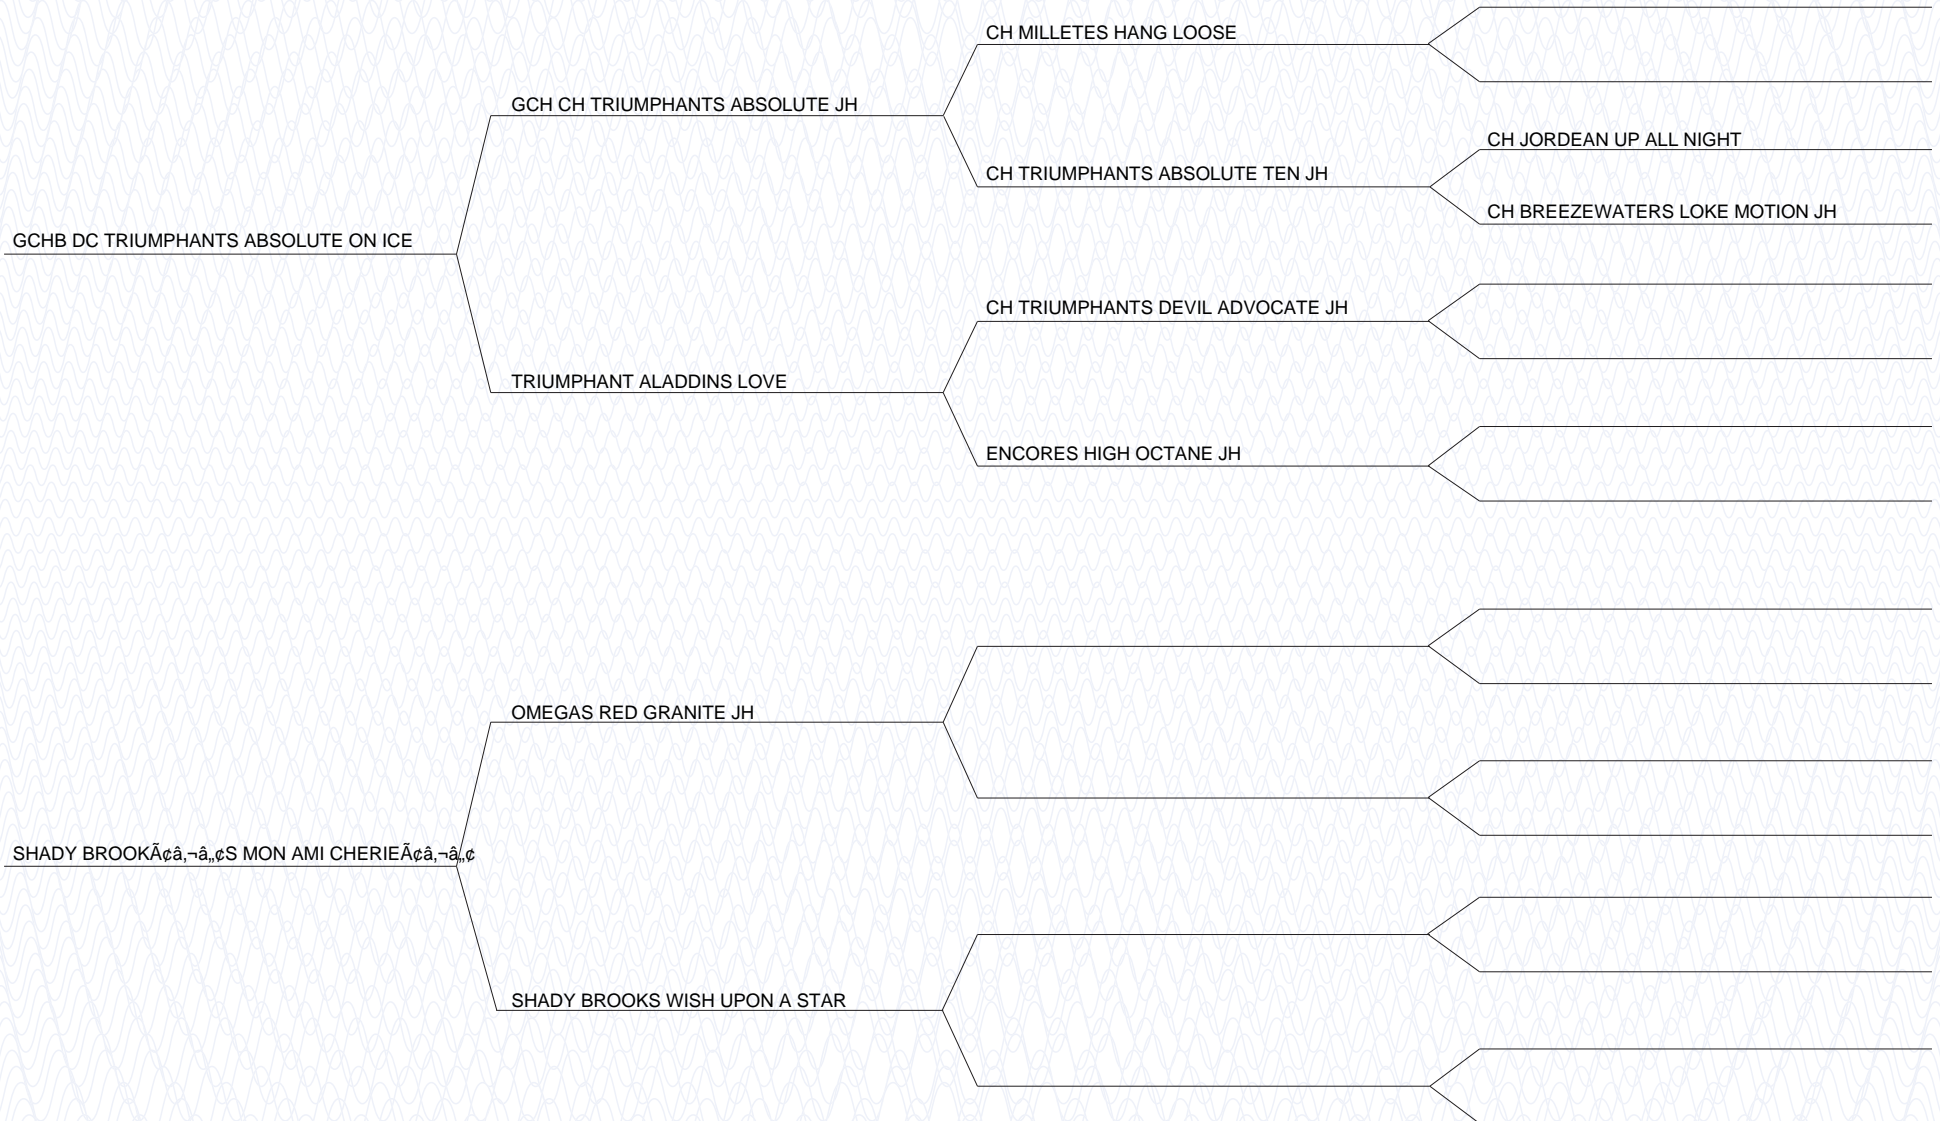 CH MILLETES HANG LOOSE
GCH CH TRIUMPHANTS ABSOLUTE JH
CH JORDEAN UP ALL NIGHT
CH TRIUMPHANTS ABSOLUTE TEN JH
CH BREEZEWATERS LOKE MOTION JH
GCHB DC TRIUMPHANTS ABSOLUTE ON ICE
CH TRIUMPHANTS DEVIL ADVOCATE JH
TRIUMPHANT ALADDINS LOVE
ENCORES HIGH OCTANE JH
OMEGAS RED GRANITE JH
SHADY BROOKÃ¢â‚¬â„¢S MON AMI CHERIEÃ¢â‚¬â„¢
SHADY BROOKS WISH UPON A STAR